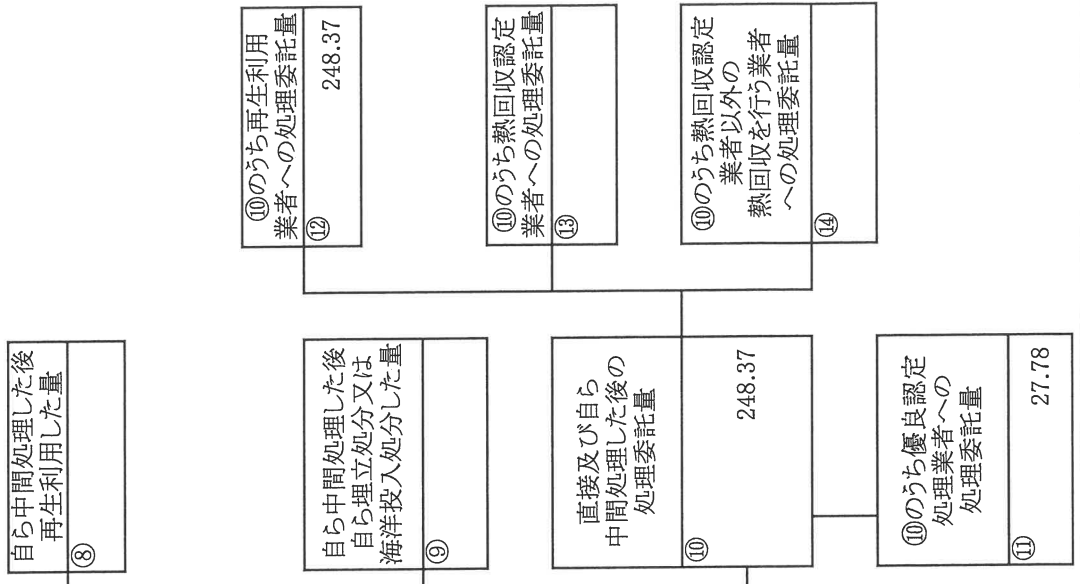 自ら中間処理した後
再生利用した量
⑧
自ら中間処理した後
自ら埋立処分又は
海洋投入処分した量
⑨
直接及び自ら
中間処理した後の
処理委託量
⑩
248.37
⑩のうち優良認定
処理業者への
処理委託量
⑪
27.78
⑩のうち再生利用
業者への処理委託量
⑫
248.37
⑩のうち熱回収認定
業者への処理委託量
⑬
⑩のうち熱回収認定
業者以外の
熱回収を行う業者
への処理委託量
⑭